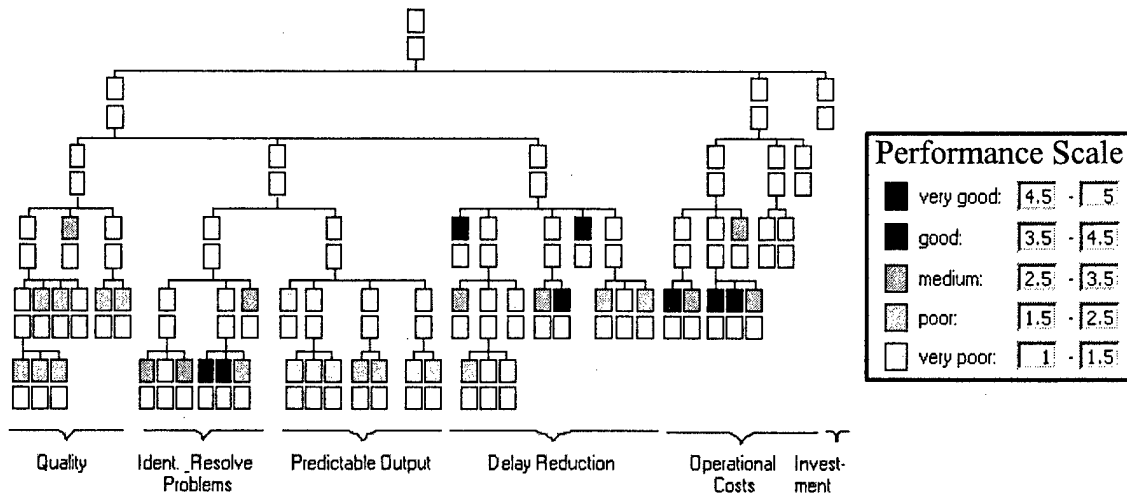 Performance Scale
very good: 4.5 - 5
good: 3.5 - 4.5
medium: 2.5 - 3.5
poor: 1.5 - 2.5
very poor: 1 - 1.5
Quality
Ident. _Resolve
Problems
Predictable Output
Delay Reduction
Operational
Costs
Invest-
ment